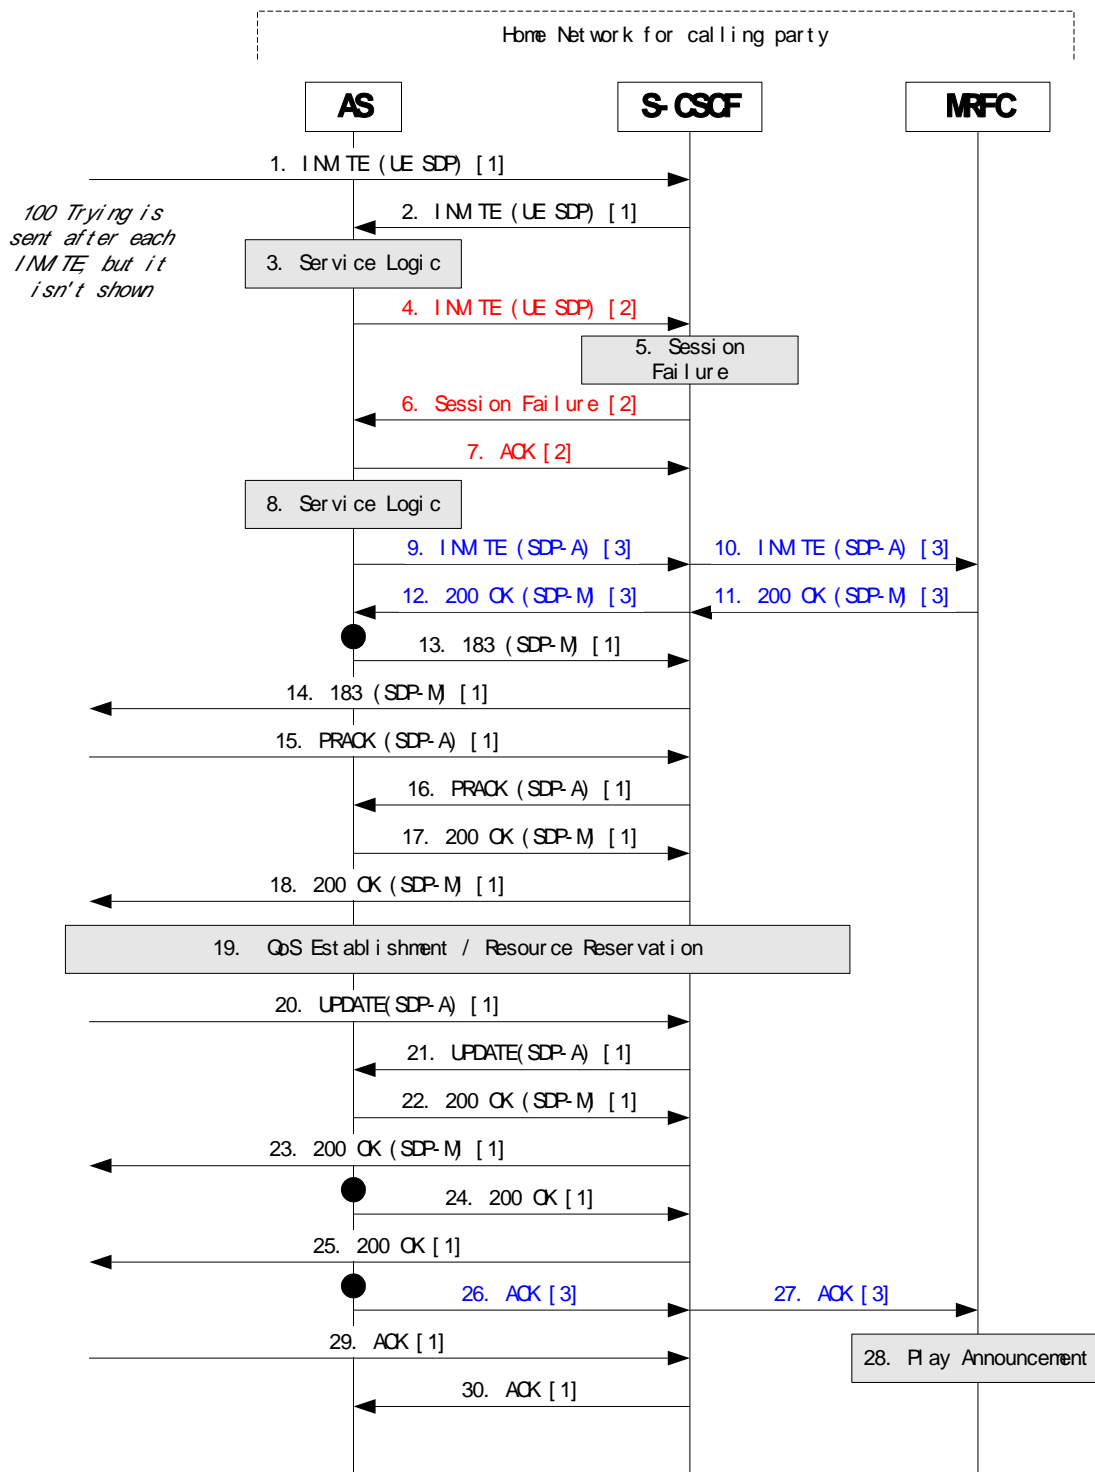 Home Network for calling party
AS
S-CSCF
MRFC
1. INVITE (UE SDP) [1]
100 Trying is
sent after each
INVITE, but it
isn't shown
2. INVITE (UE SDP) [1]
3. Service Logic
4. INVITE (UE SDP) [2]
5. Session
Failure
6. Session Failure [2]
7. ACK [2]
8. Service Logic
9. INVITE (SDP-A) [3]
10. INVITE (SDP-A) [3]
12. 200 OK (SDP-M) [3]
11. 200 OK (SDP-M) [3]
13. 183 (SDP-M) [1]
14. 183 (SDP-M) [1]
15. PRACK (SDP-A) [1]
16. PRACK (SDP-A) [1]
17. 200 OK (SDP-M) [1]
18. 200 OK (SDP-M) [1]
19. QoS Establishment / Resource Reservation
20. UPDATE(SDP-A) [1]
21. UPDATE(SDP-A) [1]
22. 200 OK (SDP-M) [1]
23. 200 OK (SDP-M) [1]
24. 200 OK [1]
25. 200 OK [1]
26. ACK [3]
27. ACK [3]
29. ACK [1]
28. Play Announcement
30. ACK [1]